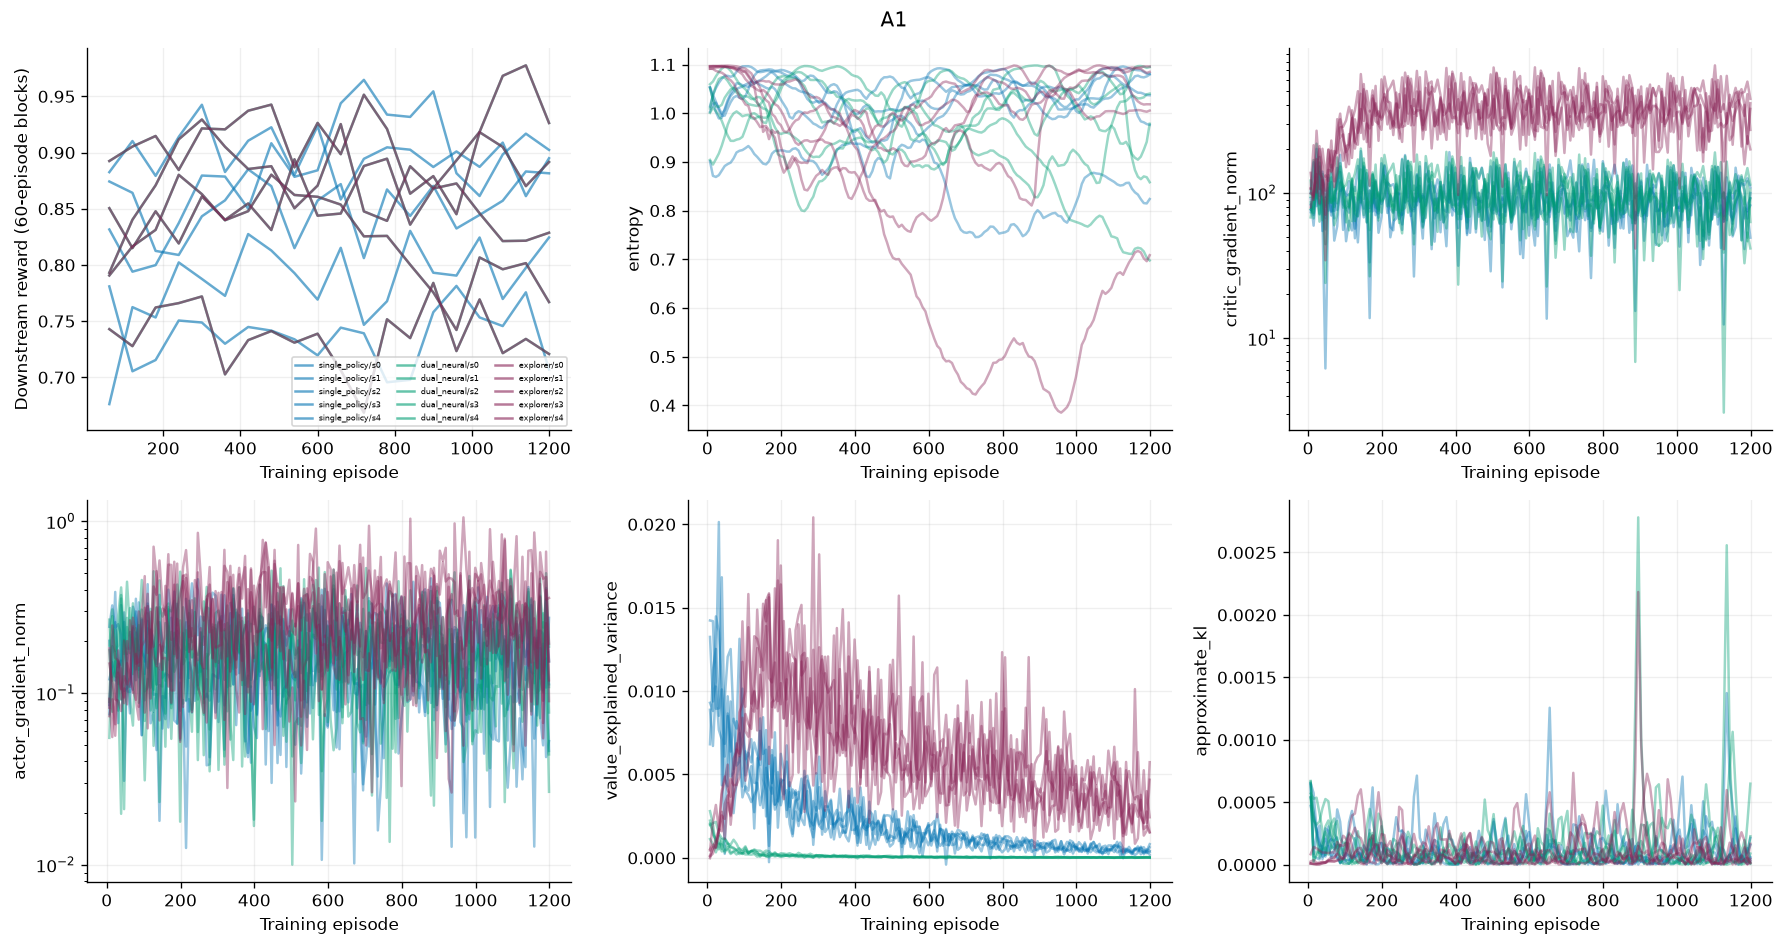 A1
Downstream reward (60-episode blocks)
0.95
0.90
0.85
0.80
0.75
0.70
single_policy/s0 dual_neural/s0 explorer/s0
single_policy/s1 dual_neural/s1 explorer/s1
single_policy/s2 dual_neural/s2 explorer/s2
single_policy/s3 dual_neural/s3 explorer/s3
single_policy/s4 dual_neural/s4 explorer/s4
200 400 600 800 1000 1200
Training episode
entropy
1.1
1.0
0.9
0.8
0.7
0.6
0.5
0.4
0 200 400 600 800 1000 1200
Training episode
critic_gradient_norm
10²
10¹
0 200 400 600 800 1000 1200
Training episode
actor_gradient_norm
10⁰
10⁻¹
10⁻²
0 200 400 600 800 1000 1200
Training episode
value_explained_variance
0.020
0.015
0.010
0.005
0.000
0 200 400 600 800 1000 1200
Training episode
approximate_kl
0.0025
0.0020
0.0015
0.0010
0.0005
0.0000
0 200 400 600 800 1000 1200
Training episode